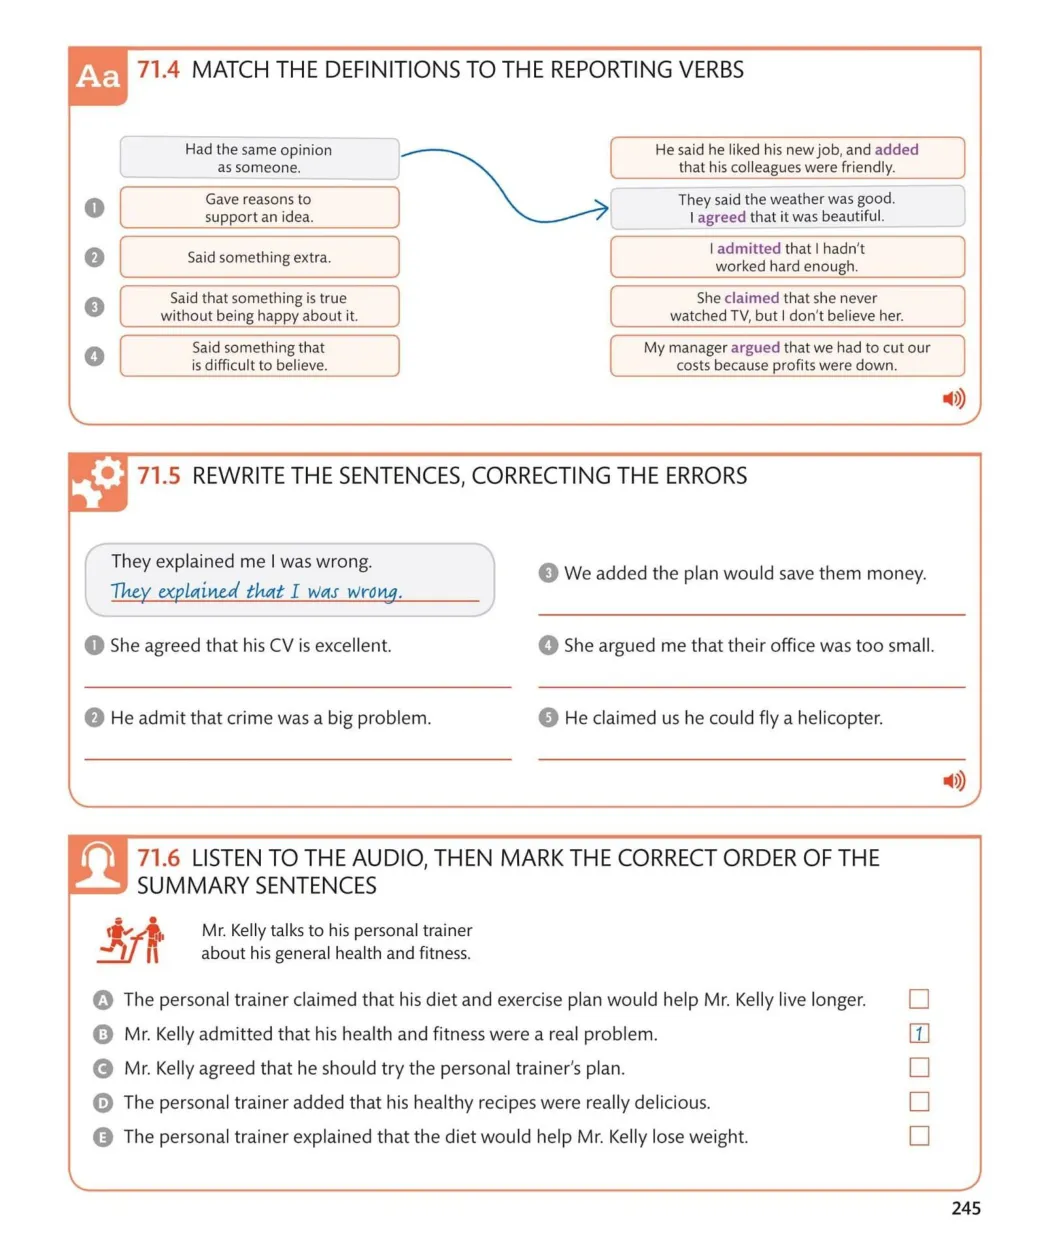 Aa 71.4 MATCH THE DEFINITIONS TO THE REPORTING VERBS
Had the same opinion
as someone.
1 Gave reasons to
support an idea.
2 Said something extra.
3 Said that something is true
without being happy about it.
4 Said something that
is difficult to believe.
He said he liked his new job, and added
that his colleagues were friendly.
They said the weather was good.
I agreed that it was beautiful.
I admitted that I hadn't
worked hard enough.
She claimed that she never
watched TV, but I don't believe her.
My manager argued that we had to cut our
costs because profits were down.
71.5 REWRITE THE SENTENCES, CORRECTING THE ERRORS
They explained me I was wrong.
They explained that I was wrong.
1 She agreed that his CV is excellent.
2 He admit that crime was a big problem.
3 We added the plan would save them money.
4 She argued me that their office was too small.
5 He claimed us he could fly a helicopter.
71.6 LISTEN TO THE AUDIO, THEN MARK THE CORRECT ORDER OF THE
SUMMARY SENTENCES
Mr. Kelly talks to his personal trainer
about his general health and fitness.
A The personal trainer claimed that his diet and exercise plan would help Mr. Kelly live longer.
B Mr. Kelly admitted that his health and fitness were a real problem. 1
C Mr. Kelly agreed that he should try the personal trainer's plan.
D The personal trainer added that his healthy recipes were really delicious.
E The personal trainer explained that the diet would help Mr. Kelly lose weight.
245